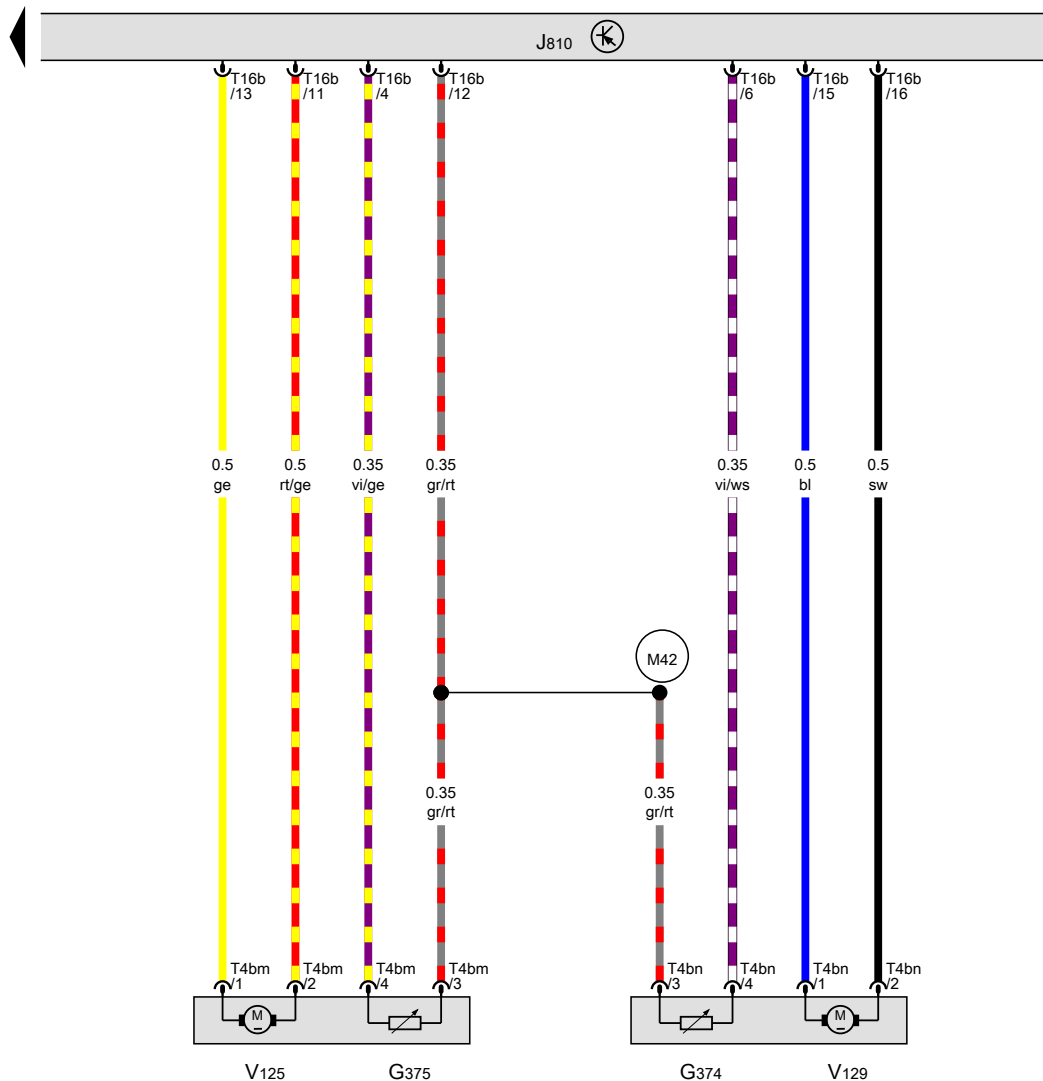 J810
T16b
/13
T16b
/11
T16b
/4
T16b
/12
T16b
/6
T16b
/15
T16b
/16
0.5
ge
0.5
rt/ge
0.35
vi/ge
0.35
gr/rt
0.35
vi/ws
0.5
bl
0.5
sw
M42
0.35
gr/rt
0.35
gr/rt
T4bm
/1
T4bm
/2
T4bm
/4
T4bm
/3
T4bn
/3
T4bn
/4
T4bn
/1
T4bn
/2
M
M
V125
G375
G374
V129